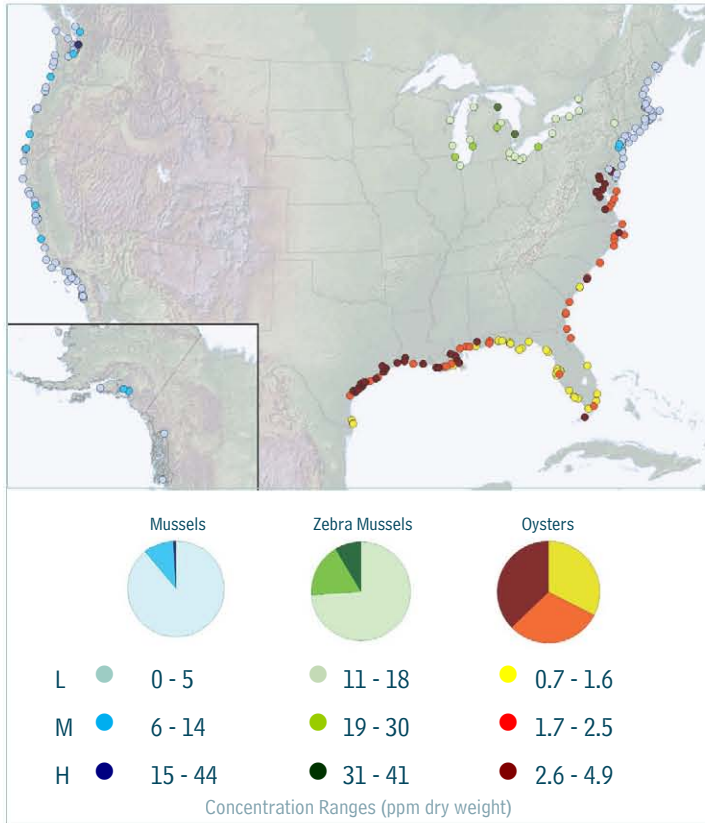 Mussels Zebra Mussels Oysters
L 0 - 5 11 - 18 0.7 - 1.6
M 6 - 14 19 - 30 1.7 - 2.5
H 15 - 44 31 - 41 2.6 - 4.9
Concentration Ranges (ppm dry weight)